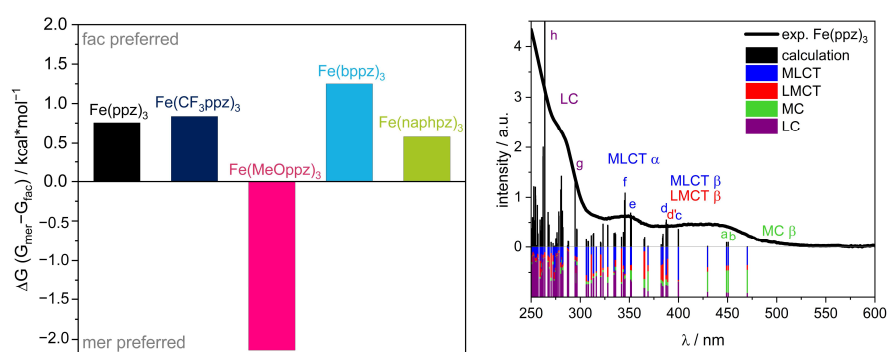 2.0
1.5
1.0
0.5
0.0
−0.5
−1.0
−1.5
−2.0
ΔG (Gmer−Gfac) / kcal*mol⁻¹
fac preferred
Fe(ppz)₃
Fe(CF₃ppz)₃
Fe(MeOppz)₃
Fe(bppz)₃
Fe(naphpz)₃
mer preferred
4
3
2
1
0
intensity / a.u.
h
LC
g
MLCT α
f
e
MLCT β
LMCT β
d
d'
c
a
b
MC β
exp. Fe(ppz)₃
calculation
MLCT
LMCT
MC
LC
250 300 350 400 450 500 550 600
λ / nm